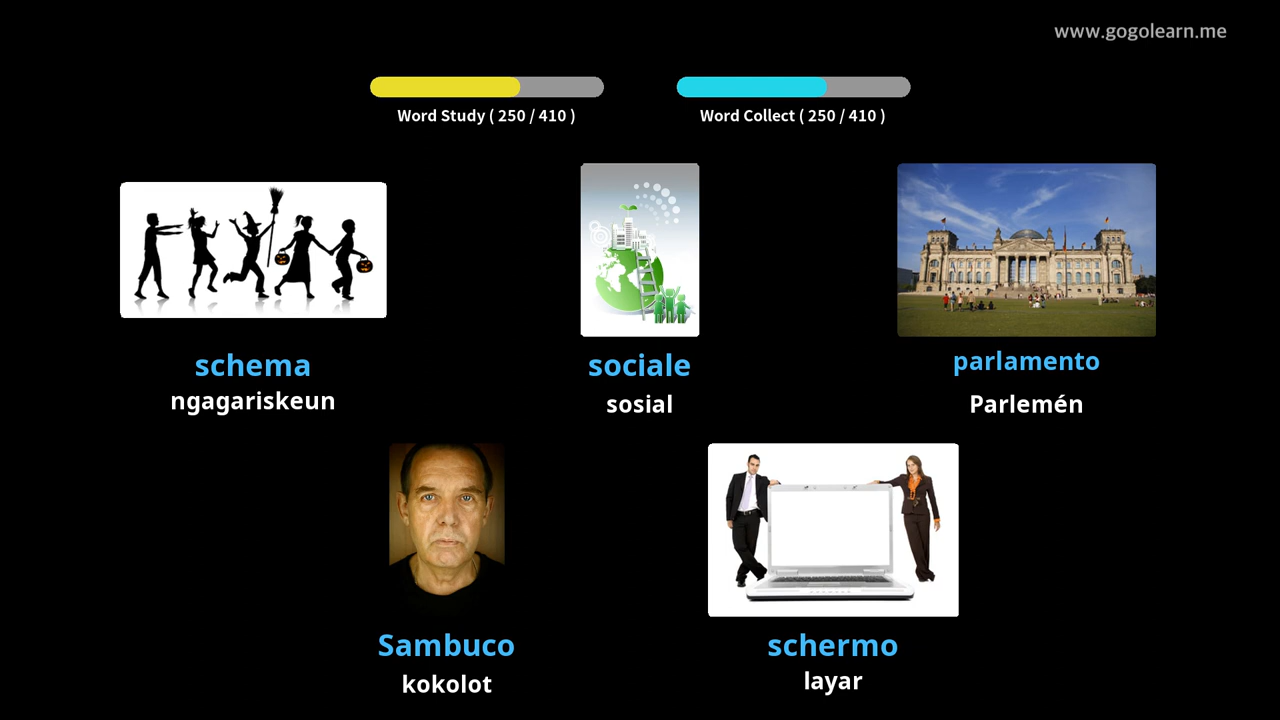 www.gogolearn.me
Word Study ( 250 / 410 )
Word Collect ( 250 / 410 )
schema
ngagariskeun
sociale
sosial
parlamento
Parlemén
Sambuco
kokolot
schermo
layar